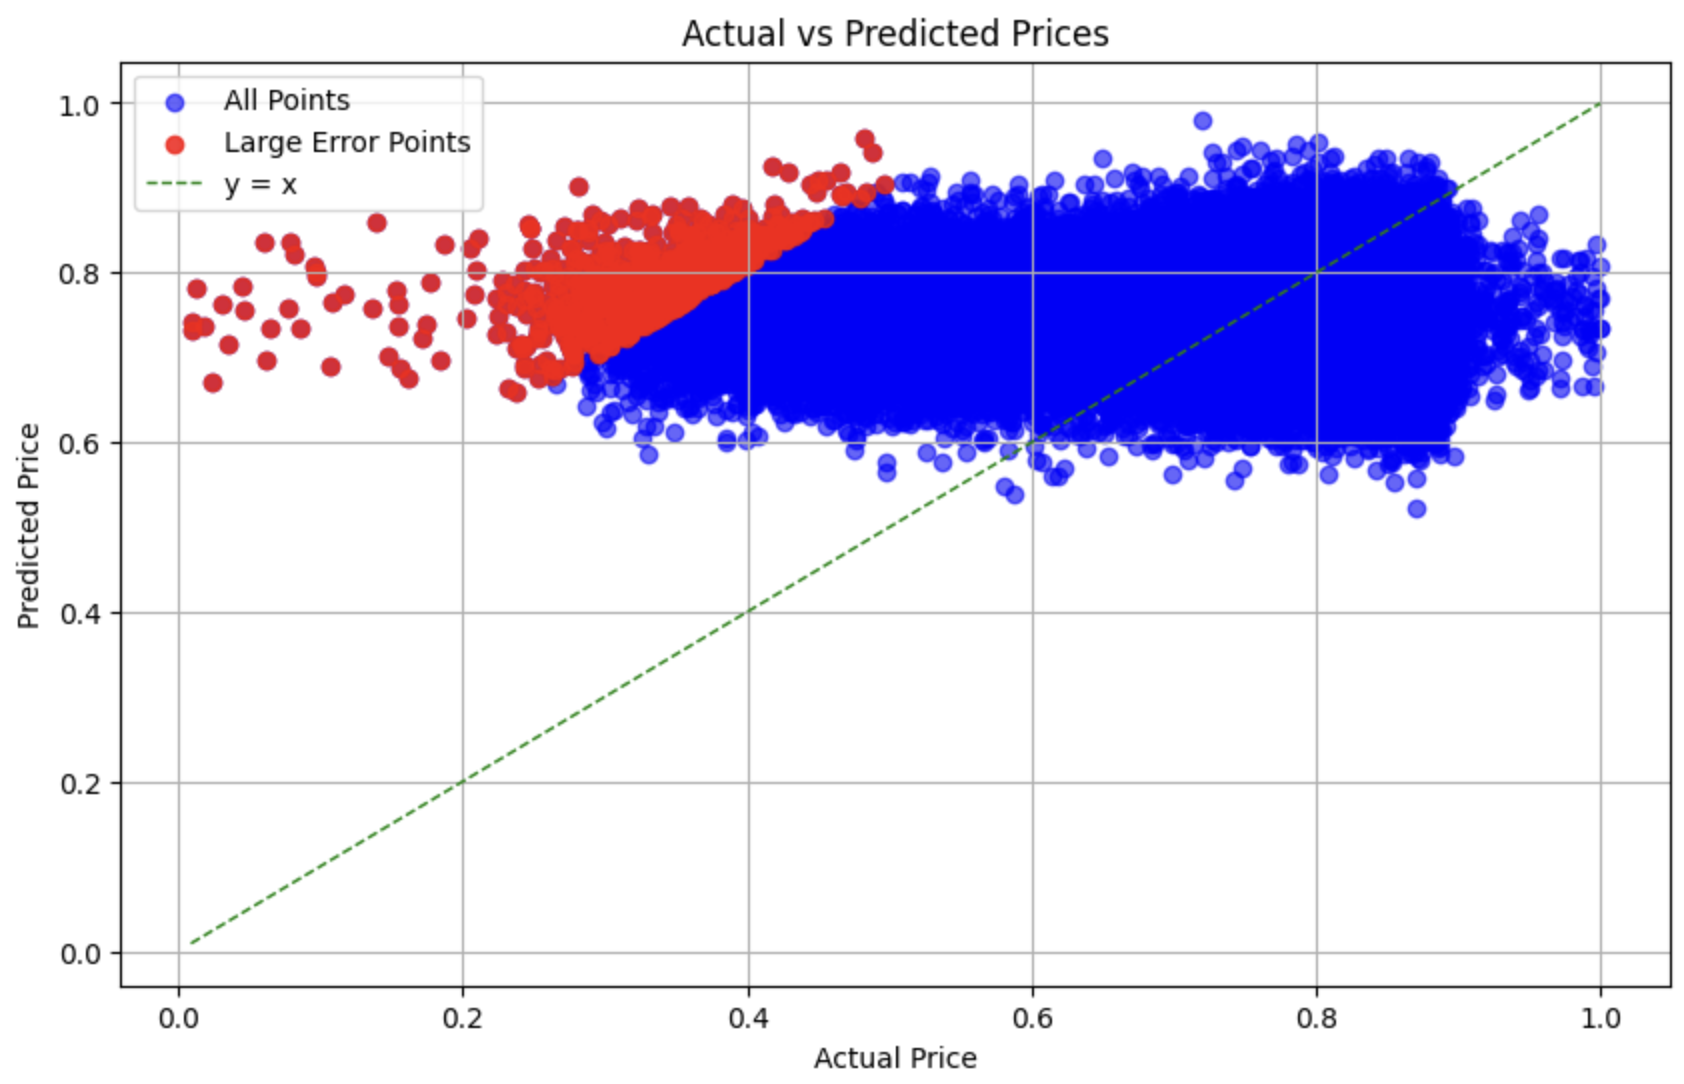 Actual vs Predicted Prices
All Points
Large Error Points
y = x
1.0
0.8
0.6
0.4
0.2
0.0
Predicted Price
0.0 0.2 0.4 0.6 0.8 1.0
Actual Price